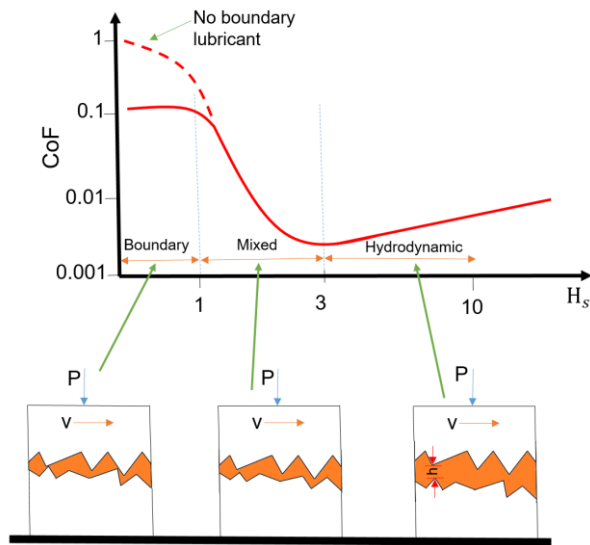 No boundary
lubricant
1
0.1
0.01
0.001
CoF
Boundary
Mixed
Hydrodynamic
1
3
10
Hₛ
P
P
P
V
V
V
h